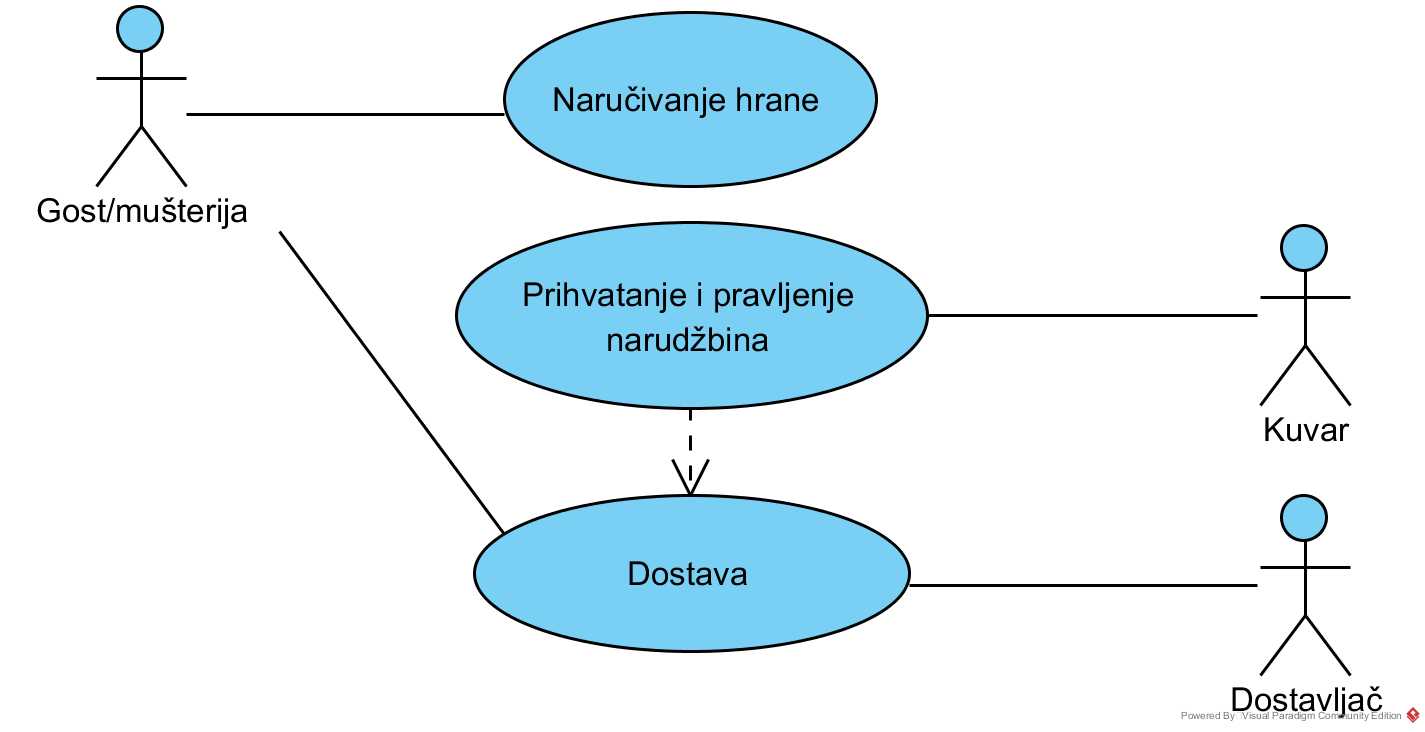 Naručivanje hrane
Gost/mušterija
Prihvatanje i pravljenje
narudžbina
Kuvar
Dostava
Dostavljač
Powered By Visual Paradigm Community Edition